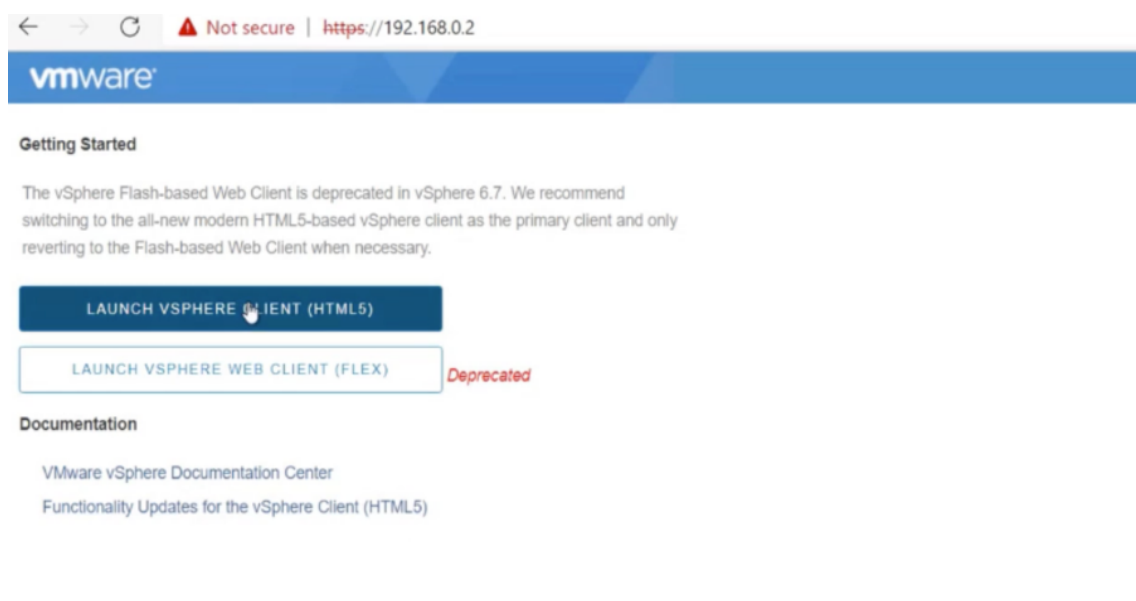 Not secure | https://192.168.0.2
vmware
Getting Started
The vSphere Flash-based Web Client is deprecated in vSphere 6.7. We recommend
switching to the all-new modern HTML5-based vSphere client as the primary client and only
reverting to the Flash-based Web Client when necessary.
LAUNCH VSPHERE CLIENT (HTML5)
LAUNCH VSPHERE WEB CLIENT (FLEX)
Deprecated
Documentation
VMware vSphere Documentation Center
Functionality Updates for the vSphere Client (HTML5)